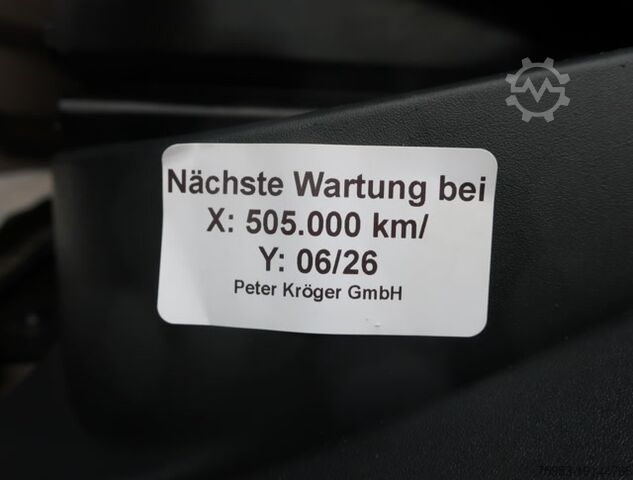 Nächste Wartung bei
X: 505.000 km/
Y: 06/26
Peter Kröger GmbH